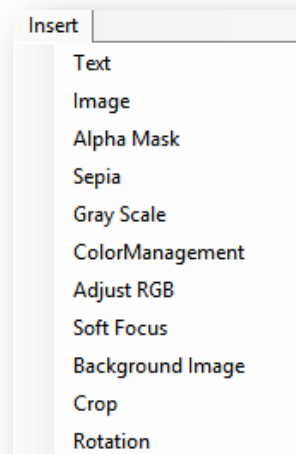 Insert
Text
Image
Alpha Mask
Sepia
Gray Scale
ColorManagement
Adjust RGB
Soft Focus
Background Image
Crop
Rotation